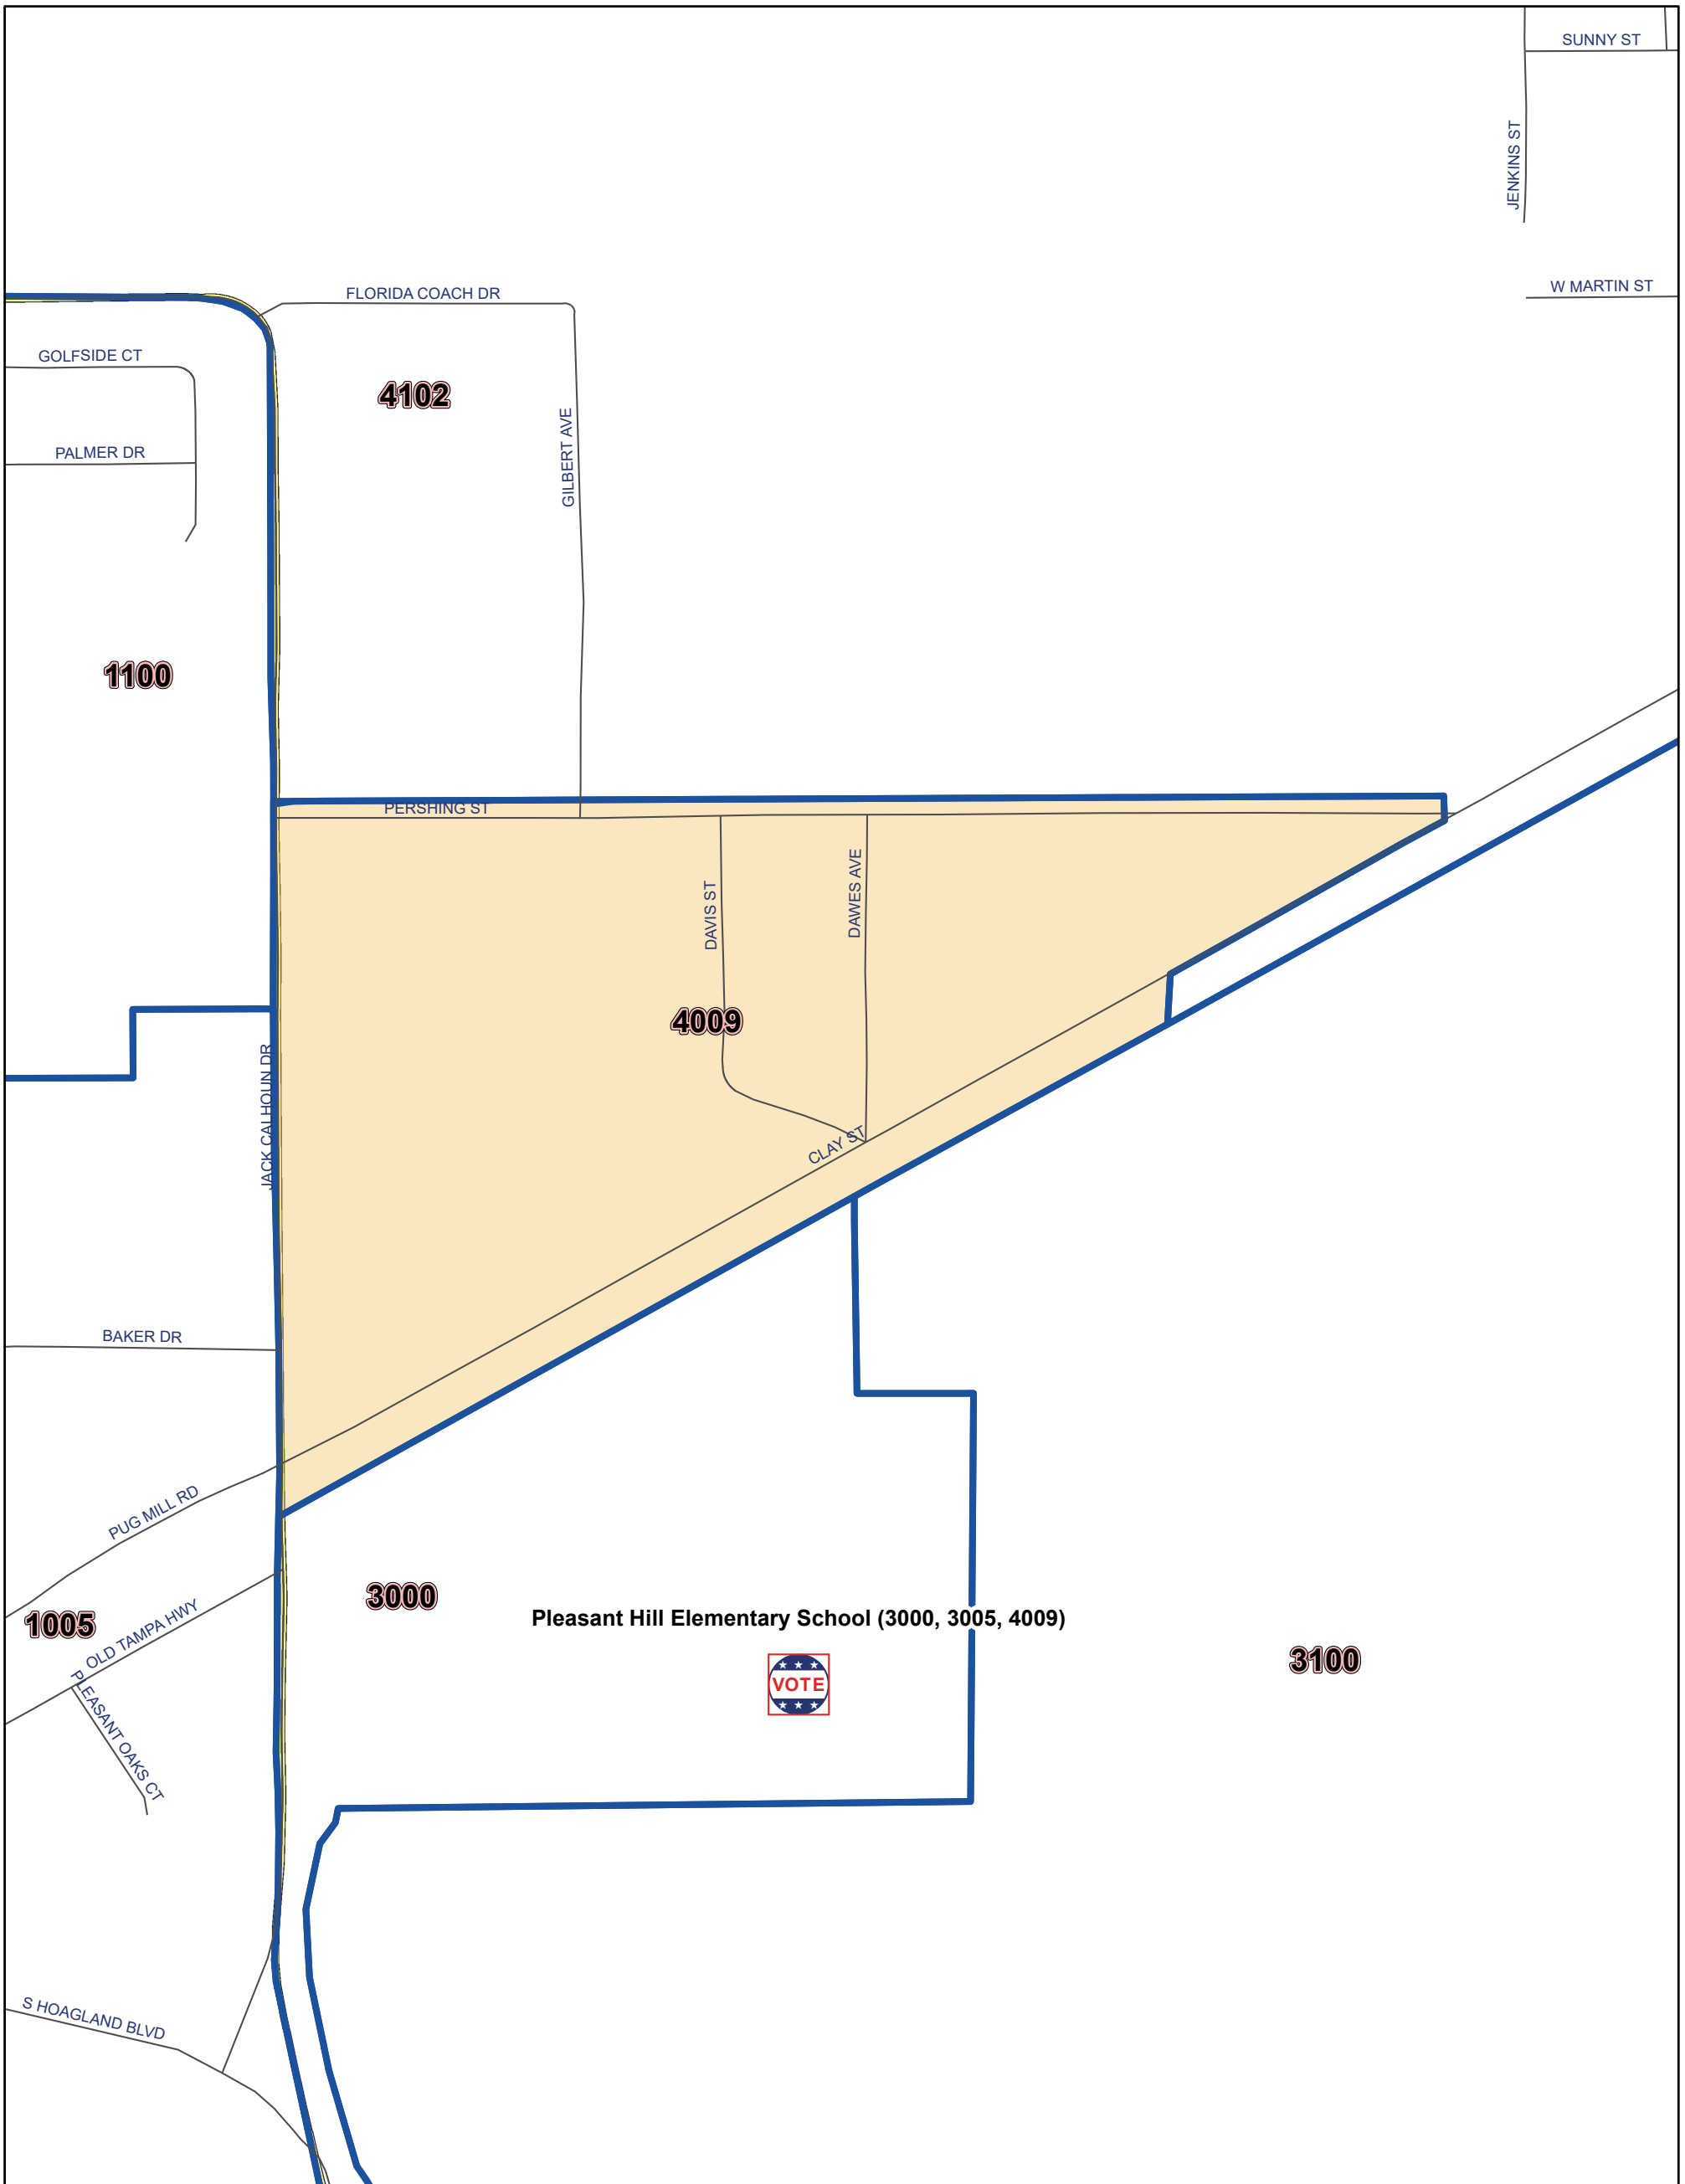 SUNNY ST
JENKINS ST
W MARTIN ST
FLORIDA COACH DR
GOLFSIDE CT
4102
GILBERT AVE
PALMER DR
1100
PERSHING ST
DAVIS ST
DAWES AVE
4009
JACK CALHOUN DR
CLAY ST
BAKER DR
PUG MILL RD
3000
1005
OLD TAMPA HWY
Pleasant Hill Elementary School (3000, 3005, 4009)
3100
VOTE
PLEASANT OAKS CT
S HOAGLAND BLVD